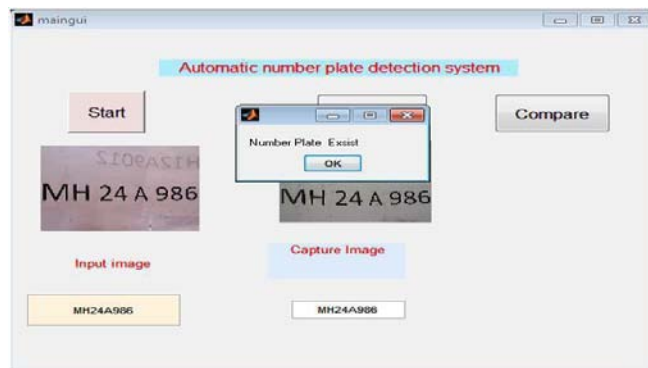 maingui
Automatic number plate detection system
Start
Compare
Number Plate Exsist
OK
H12A9012
MH 24 A 986
MH 24 A 986
Input image
Capture Image
MH24A986
MH24A986